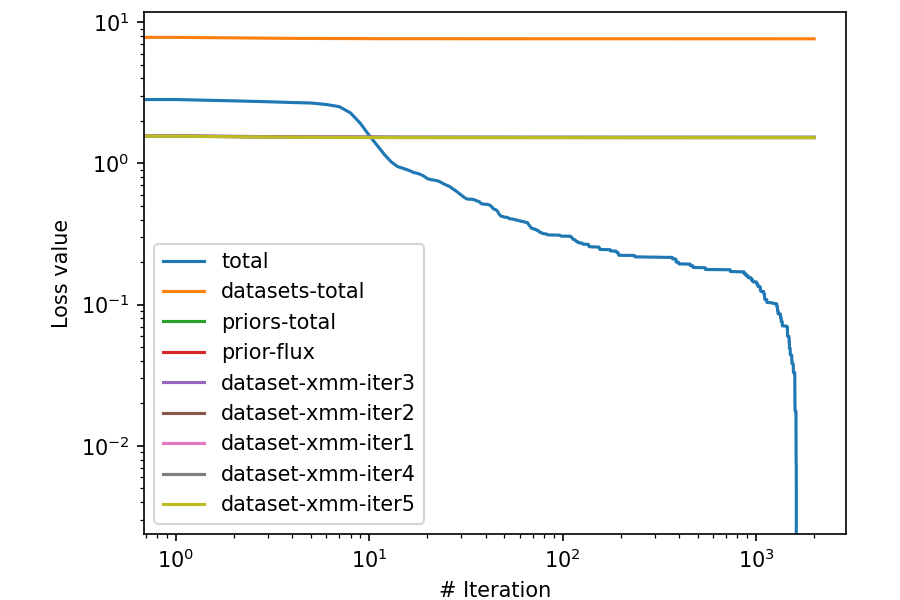 10¹
10⁰
10⁻¹
10⁻²
Loss value
total
datasets-total
priors-total
prior-flux
dataset-xmm-iter3
dataset-xmm-iter2
dataset-xmm-iter1
dataset-xmm-iter4
dataset-xmm-iter5
10⁰ 10¹ 10² 10³
# Iteration